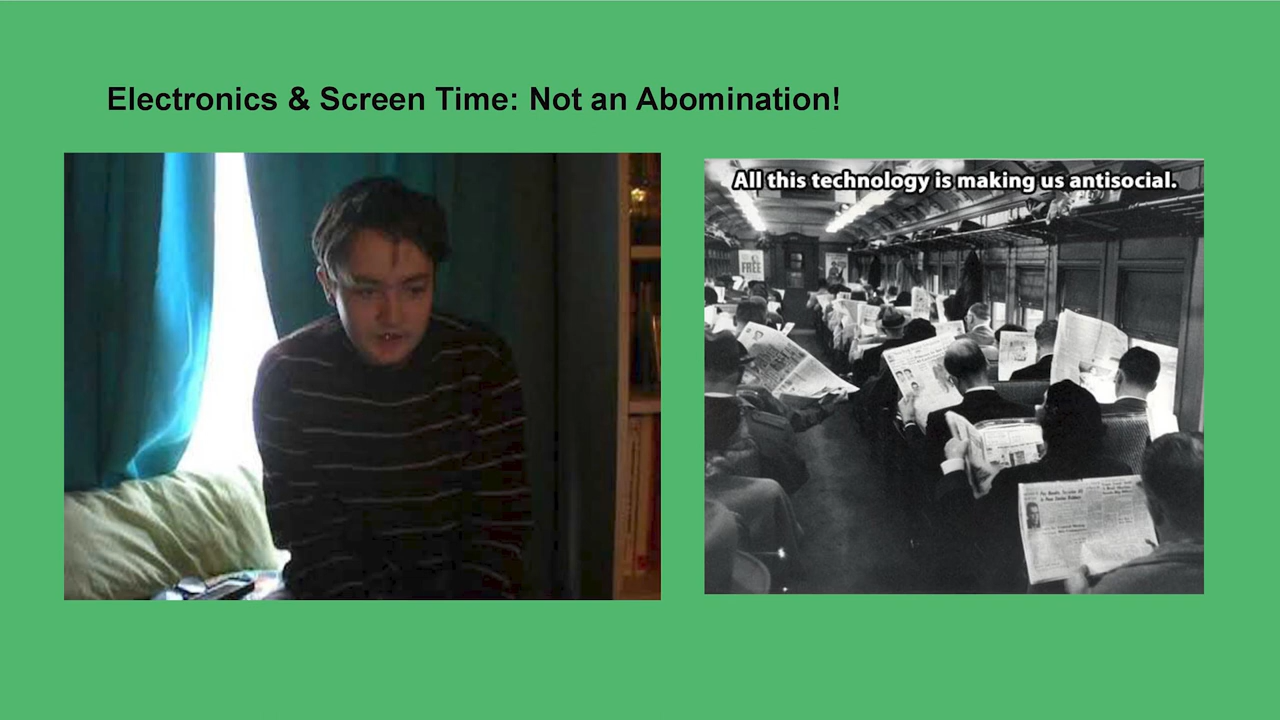 Electronics & Screen Time: Not an Abomination!
All this technology is making us antisocial.
FREE